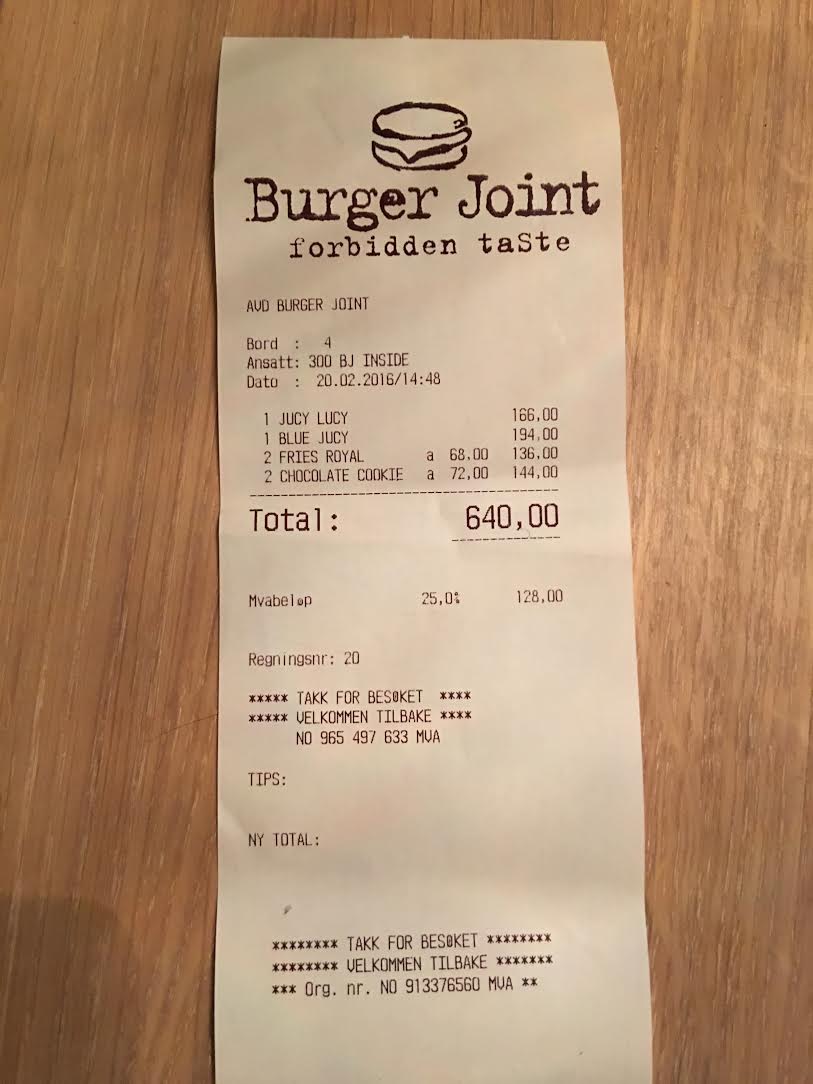 Burger Joint
forbidden taSte
AVD BURGER JOINT
Bord : 4
Ansatt: 300 BJ INSIDE
Dato : 20.02.2016/14:48
1 JUCY LUCY 166,00
1 BLUE JUCY 194,00
2 FRIES ROYAL a 68,00 136,00
2 CHOCOLATE COOKIE a 72,00 144,00
Total: 640,00
Mvabeløp 25,0% 128,00
Regningsnr: 20
***** TAKK FOR BESØKET ****
***** VELKOMMEN TILBAKE ****
NO 965 497 633 MVA
TIPS:
NY TOTAL:
******** TAKK FOR BESØKET ********
******** VELKOMMEN TILBAKE *******
*** Org. nr. NO 913376560 MVA **